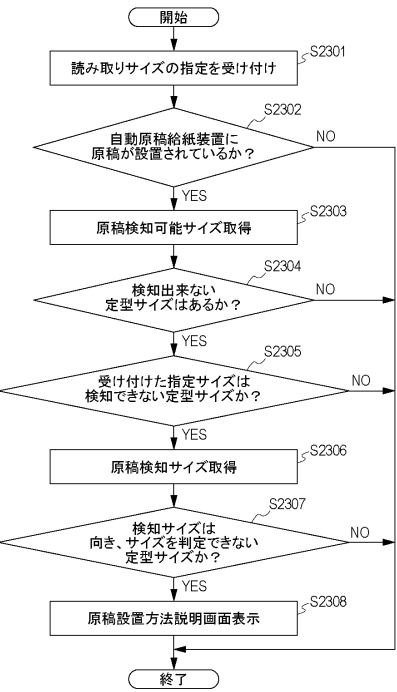 開始
読み取りサイズの指定を受け付け
S2301
自動原稿給紙装置に
原稿が設置されているか？
S2302
NO
YES
原稿検知可能サイズ取得
S2303
検知出来ない
定型サイズはあるか？
S2304
NO
YES
受け付けた指定サイズは
検知できない定型サイズか？
S2305
NO
YES
原稿検知サイズ取得
S2306
検知サイズは
向き、サイズを判定できない
定型サイズか？
S2307
NO
YES
原稿設置方法説明画面表示
S2308
終了